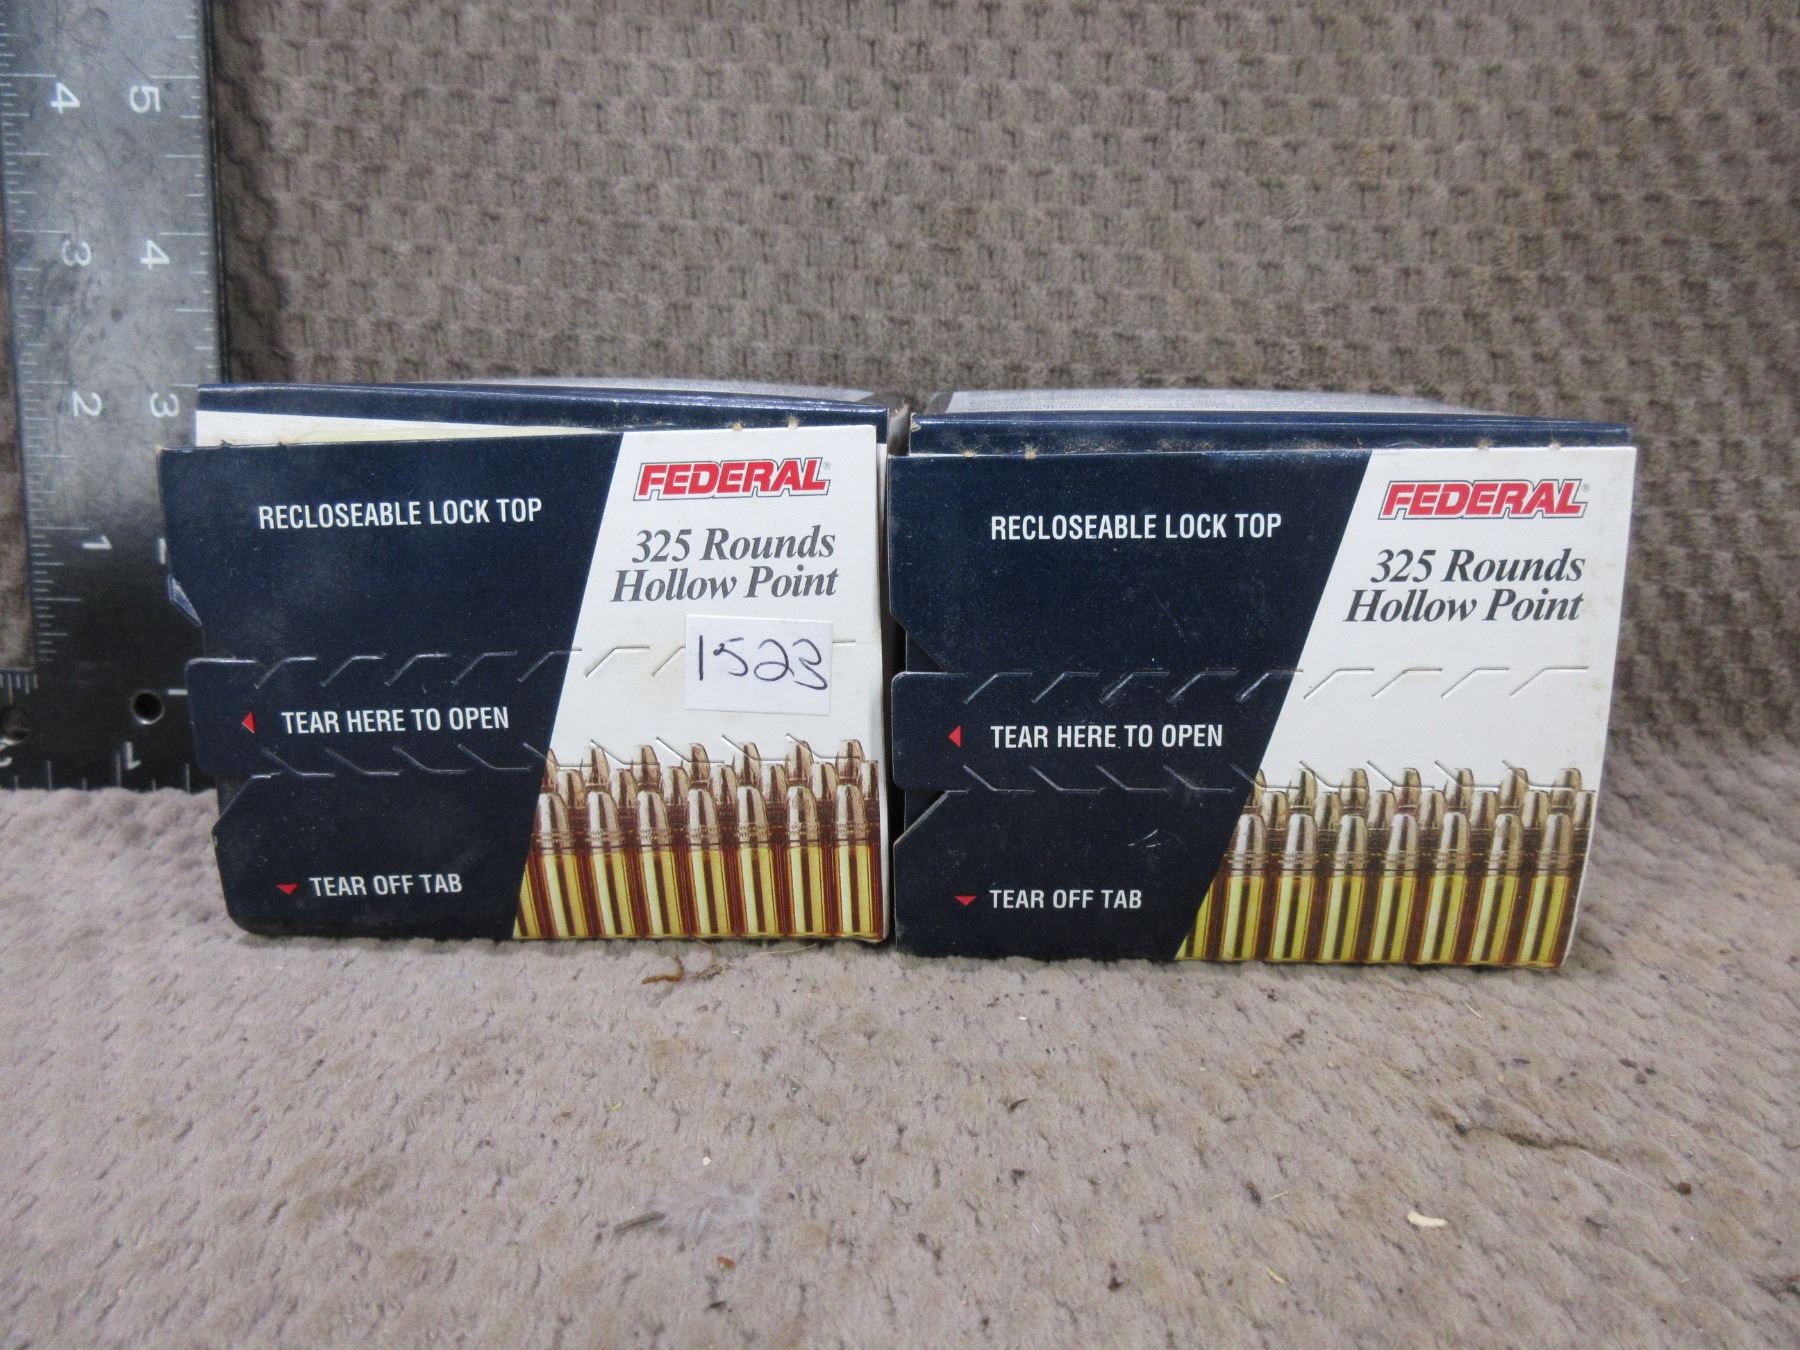 4 5
3 4
2 3
1 2
1
RECLOSEABLE LOCK TOP
FEDERAL®
325 Rounds
Hollow Point
1523
TEAR HERE TO OPEN
TEAR OFF TAB
RECLOSEABLE LOCK TOP
FEDERAL®
325 Rounds
Hollow Point
TEAR HERE TO OPEN
TEAR OFF TAB